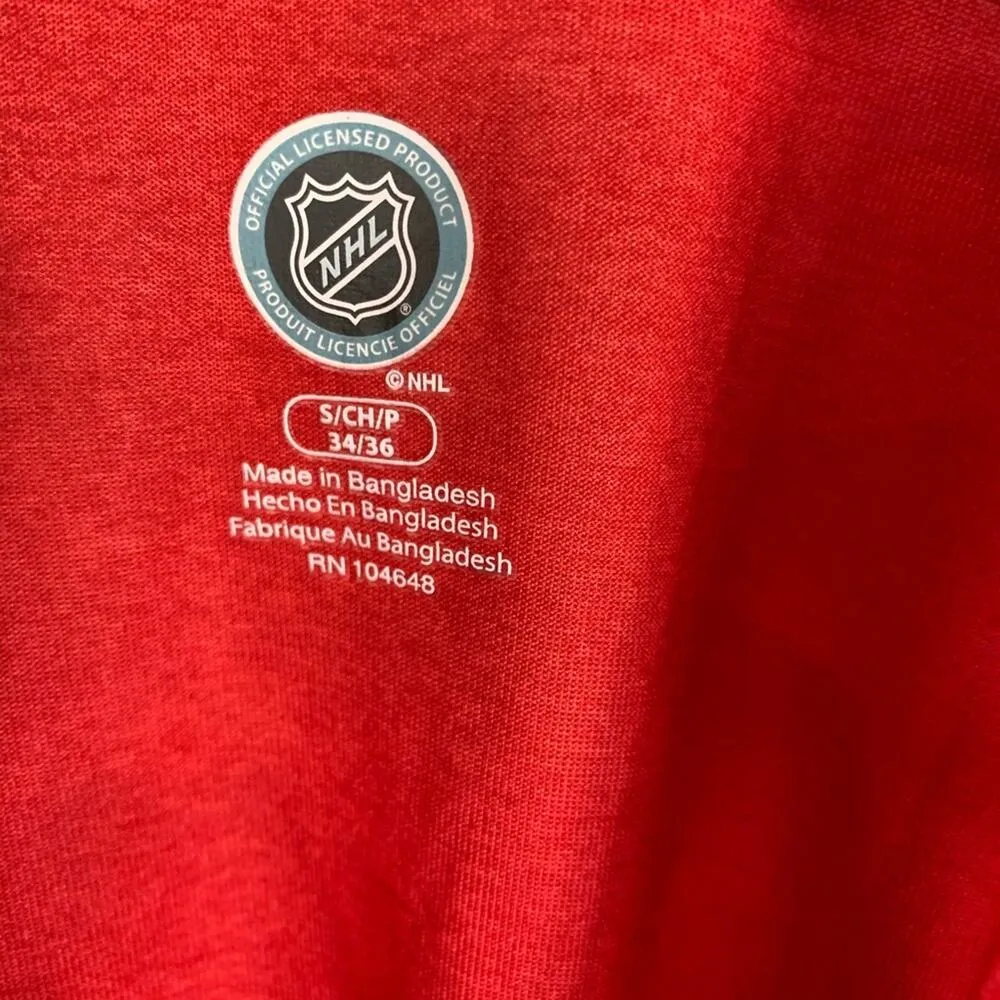 OFFICIAL LICENSED PRODUCT
NHL
®
PRODUIT LICENCIE OFFICIEL
© NHL
S/CH/P
34/36
Made in Bangladesh
Hecho En Bangladesh
Fabrique Au Bangladesh
RN 104648